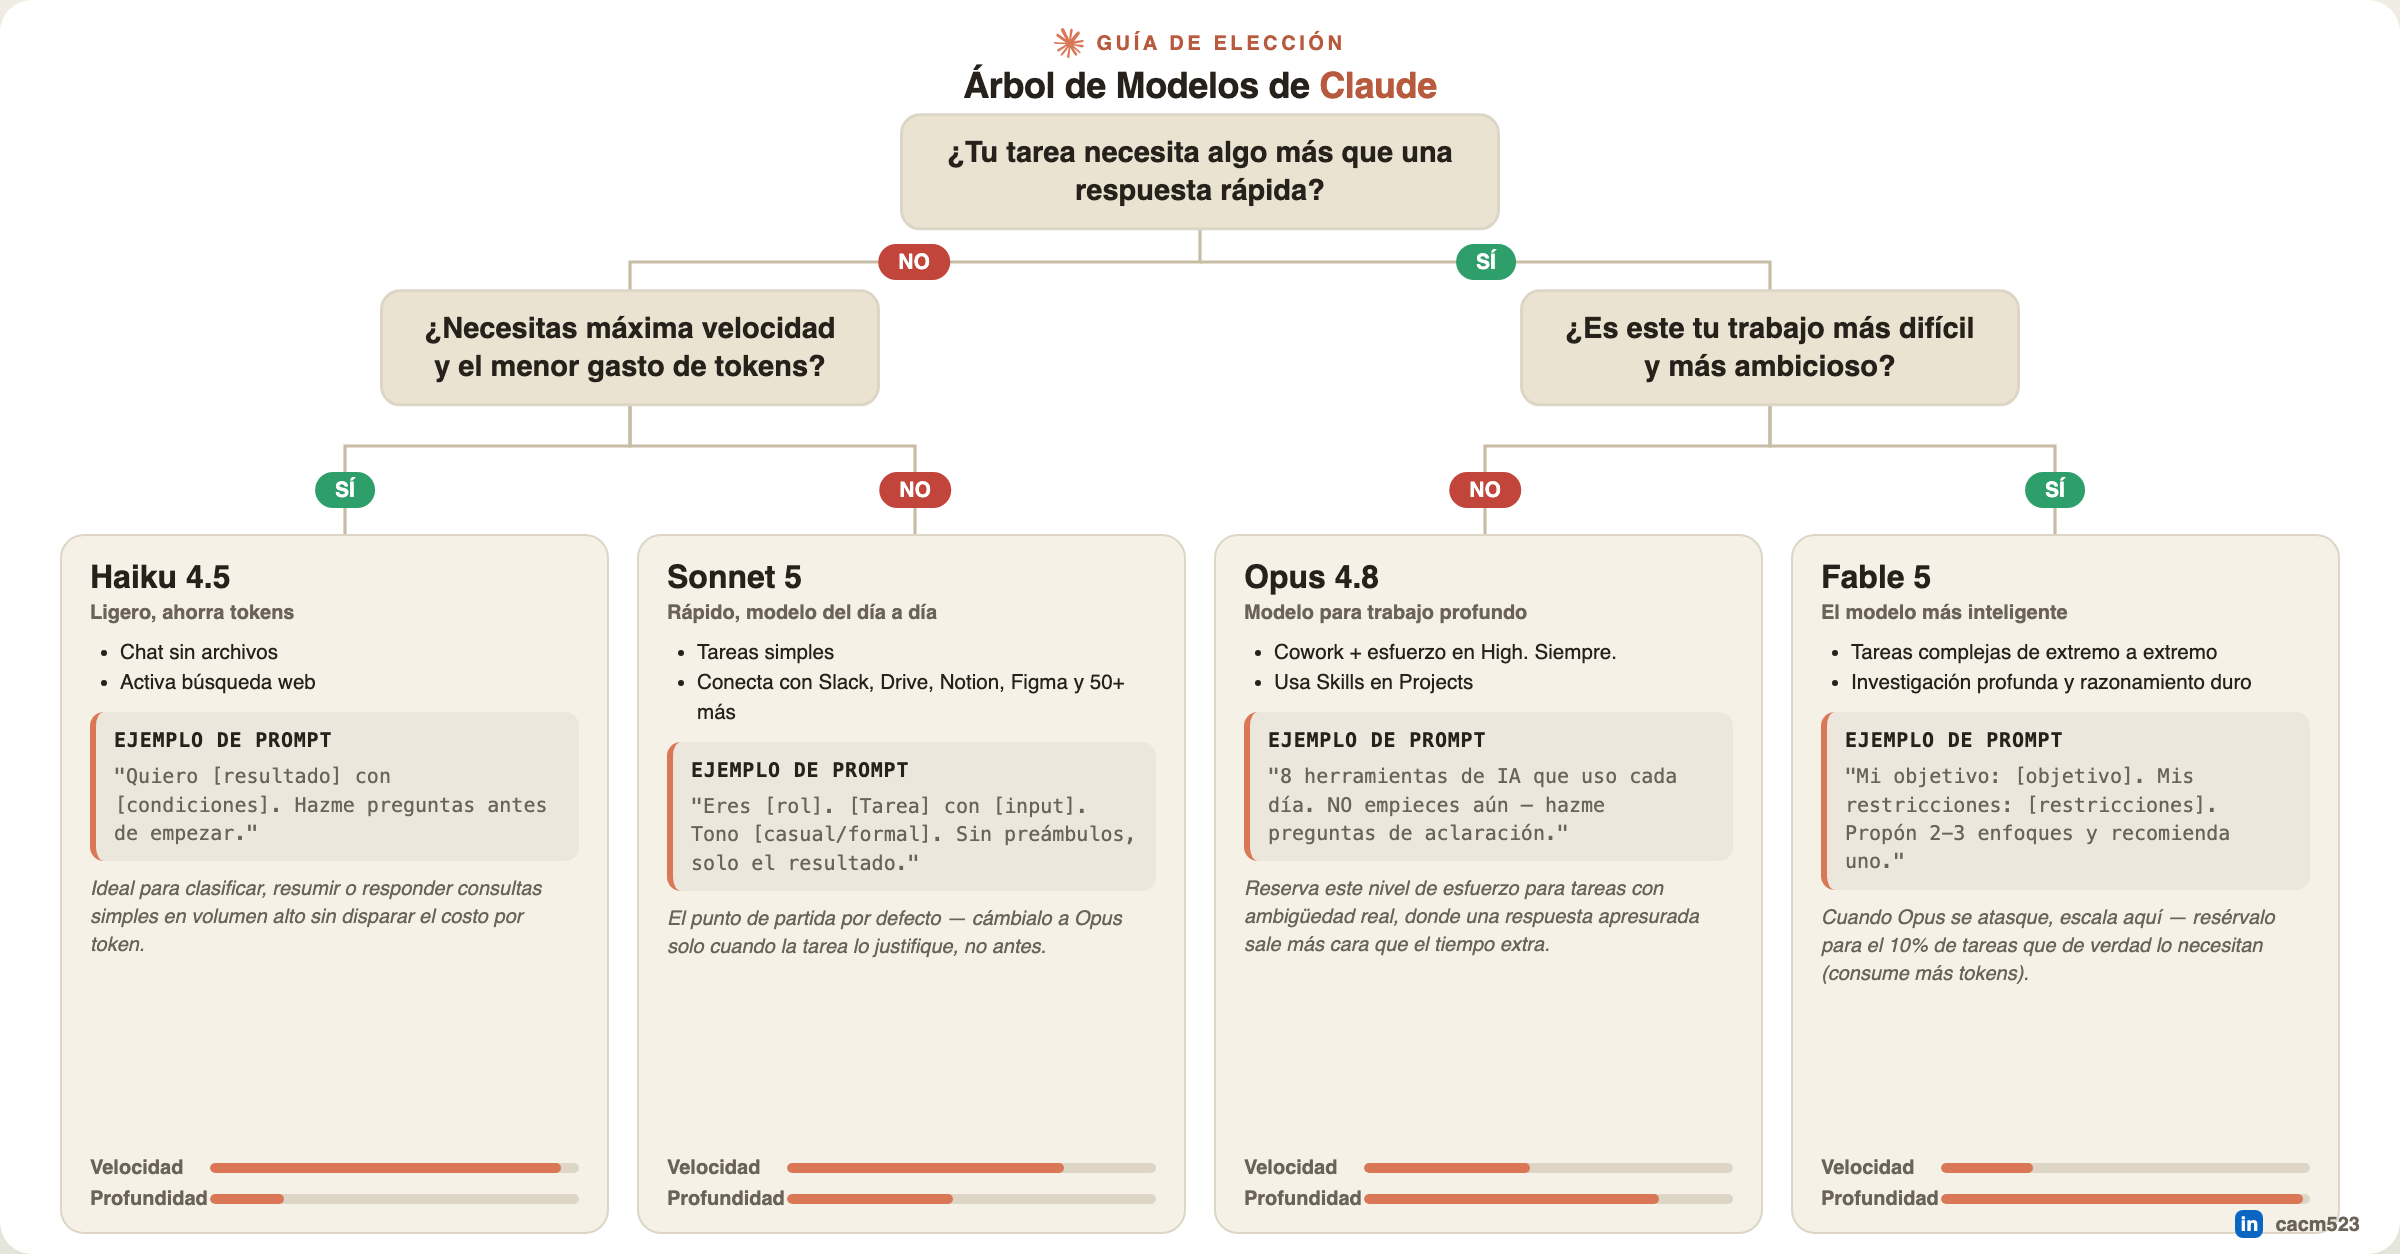 GUÍA DE ELECCIÓN
Árbol de Modelos de Claude
¿Tu tarea necesita algo más que una
respuesta rápida?
NO
SÍ
¿Necesitas máxima velocidad
y el menor gasto de tokens?
¿Es este tu trabajo más difícil
y más ambicioso?
SÍ
NO
NO
SÍ
Haiku 4.5
Ligero, ahorra tokens
• Chat sin archivos
• Activa búsqueda web
EJEMPLO DE PROMPT
"Quiero [resultado] con
[condiciones]. Hazme preguntas antes
de empezar."
Ideal para clasificar, resumir o responder consultas
simples en volumen alto sin disparar el costo por
token.
Velocidad
Profundidad
Sonnet 5
Rápido, modelo del día a día
• Tareas simples
• Conecta con Slack, Drive, Notion, Figma y 50+
más
EJEMPLO DE PROMPT
"Eres [rol]. [Tarea] con [input].
Tono [casual/formal]. Sin preámbulos,
solo el resultado."
El punto de partida por defecto — cámbialo a Opus
solo cuando la tarea lo justifique, no antes.
Velocidad
Profundidad
Opus 4.8
Modelo para trabajo profundo
• Cowork + esfuerzo en High. Siempre.
• Usa Skills en Projects
EJEMPLO DE PROMPT
"8 herramientas de IA que uso cada
día. NO empieces aún — hazme
preguntas de aclaración."
Reserva este nivel de esfuerzo para tareas con
ambigüedad real, donde una respuesta apresurada
sale más cara que el tiempo extra.
Velocidad
Profundidad
Fable 5
El modelo más inteligente
• Tareas complejas de extremo a extremo
• Investigación profunda y razonamiento duro
EJEMPLO DE PROMPT
"Mi objetivo: [objetivo]. Mis
restricciones: [restricciones].
Propón 2–3 enfoques y recomienda
uno."
Cuando Opus se atasque, escala aquí — resérvalo
para el 10% de tareas que de verdad lo necesitan
(consume más tokens).
Velocidad
Profundidad
in cacm523